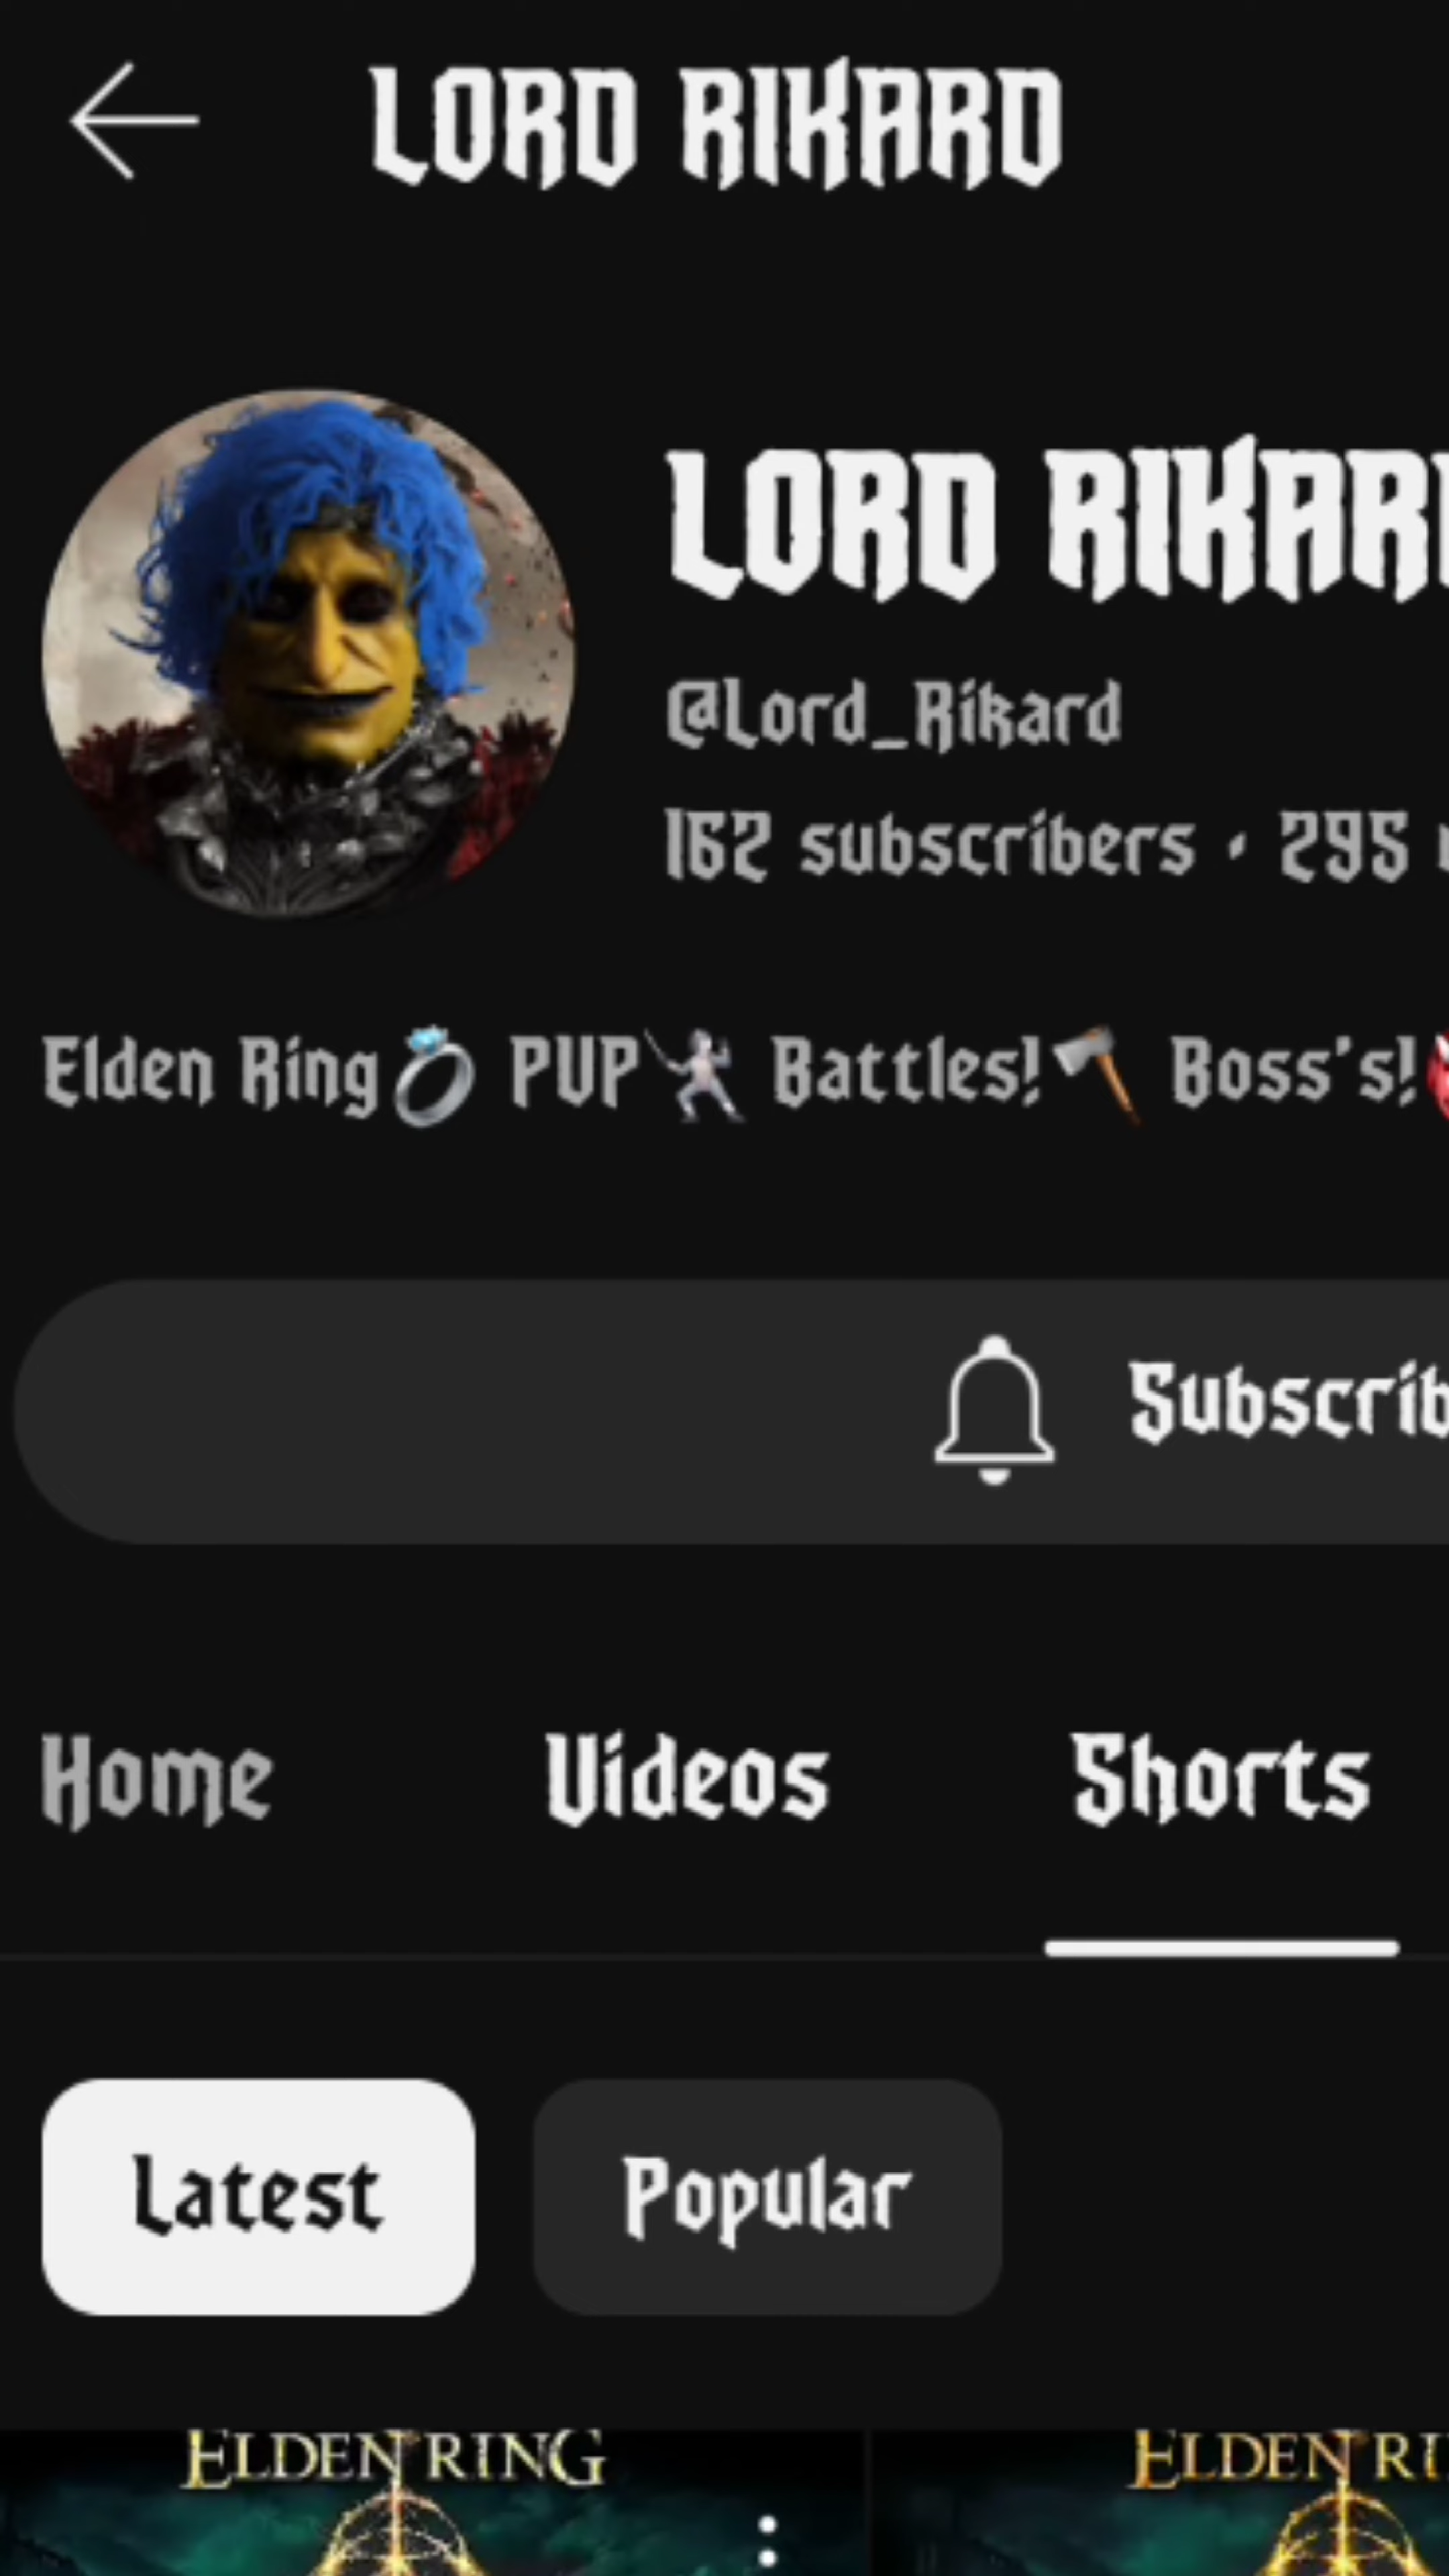 LORD RIKARD
LORD RIKAR
@Lord_Rikard
162 subscribers · 295
Elden Ring💍 PVP🤺 Battles!🪓 Boss's!
Subscrib
Home Videos Shorts
Latest Popular
ELDEN RING ELDEN RI